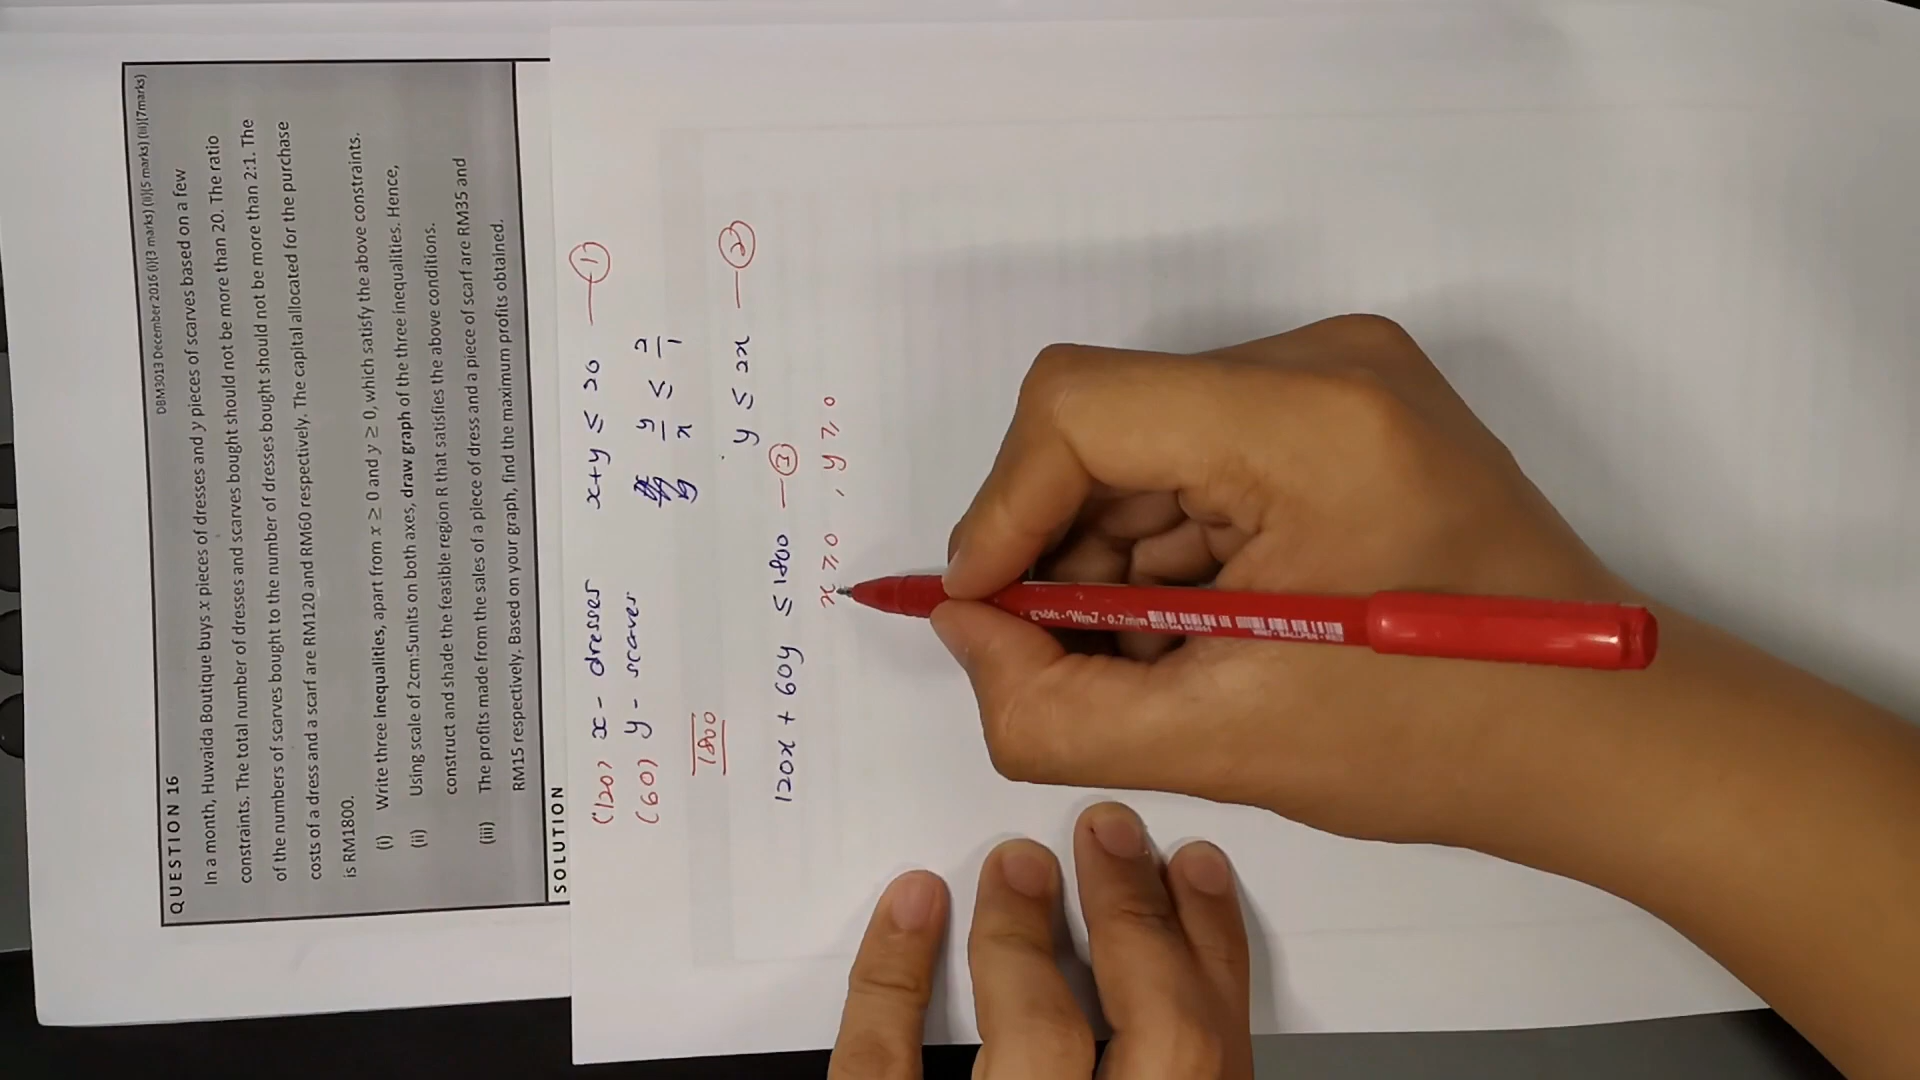 DBM3013 December 2016 (i)(3 marks) (ii)(5 marks) (iii)(7marks)
QUESTION 16
In a month, Huwaida Boutique buys x pieces of dresses and y pieces of scarves based on a few
constraints. The total number of dresses and scarves bought should not be more than 20. The ratio
of the numbers of scarves bought to the number of dresses bought should not be more than 2:1. The
costs of a dress and a scarf are RM120 and RM60 respectively. The capital allocated for the purchase
is RM1800.
(i) Write three inequalities, apart from x ≥ 0 and y ≥ 0, which satisfy the above constraints.
(ii) Using scale of 2cm:5units on both axes, draw graph of the three inequalities. Hence,
construct and shade the feasible region R that satisfies the above conditions.
(iii) The profits made from the sales of a piece of dress and a piece of scarf are RM35 and
RM15 respectively. Based on your graph, find the maximum profits obtained.
SOLUTION
(120) x - dresses x+y ≤ 20 — ①
(60) y - scarves y/x ≤ 2/1
1800
y ≤ 2x — ②
120x + 60y ≤ 1800 — ③
x ≥ 0 , y ≥ 0
0.7mm